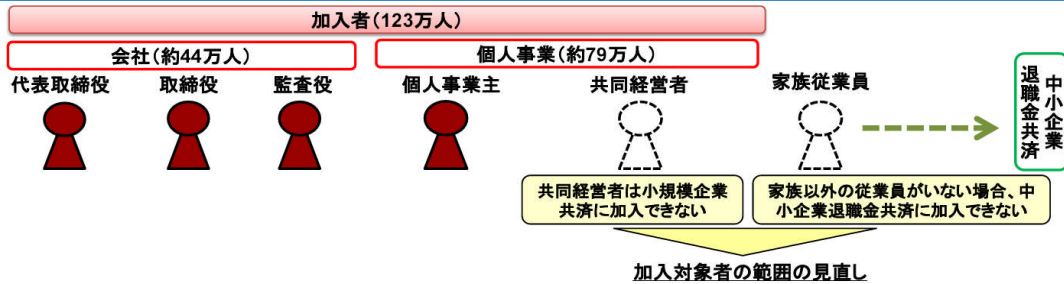 加入者(123万人)
会社(約44万人)
個人事業(約79万人)
代表取締役
取締役
監査役
個人事業主
共同経営者
家族従業員
中小企業
退職金共済
共同経営者は小規模企業
共済に加入できない
家族以外の従業員がいない場合、中
小企業退職金共済に加入できない
加入対象者の範囲の見直し